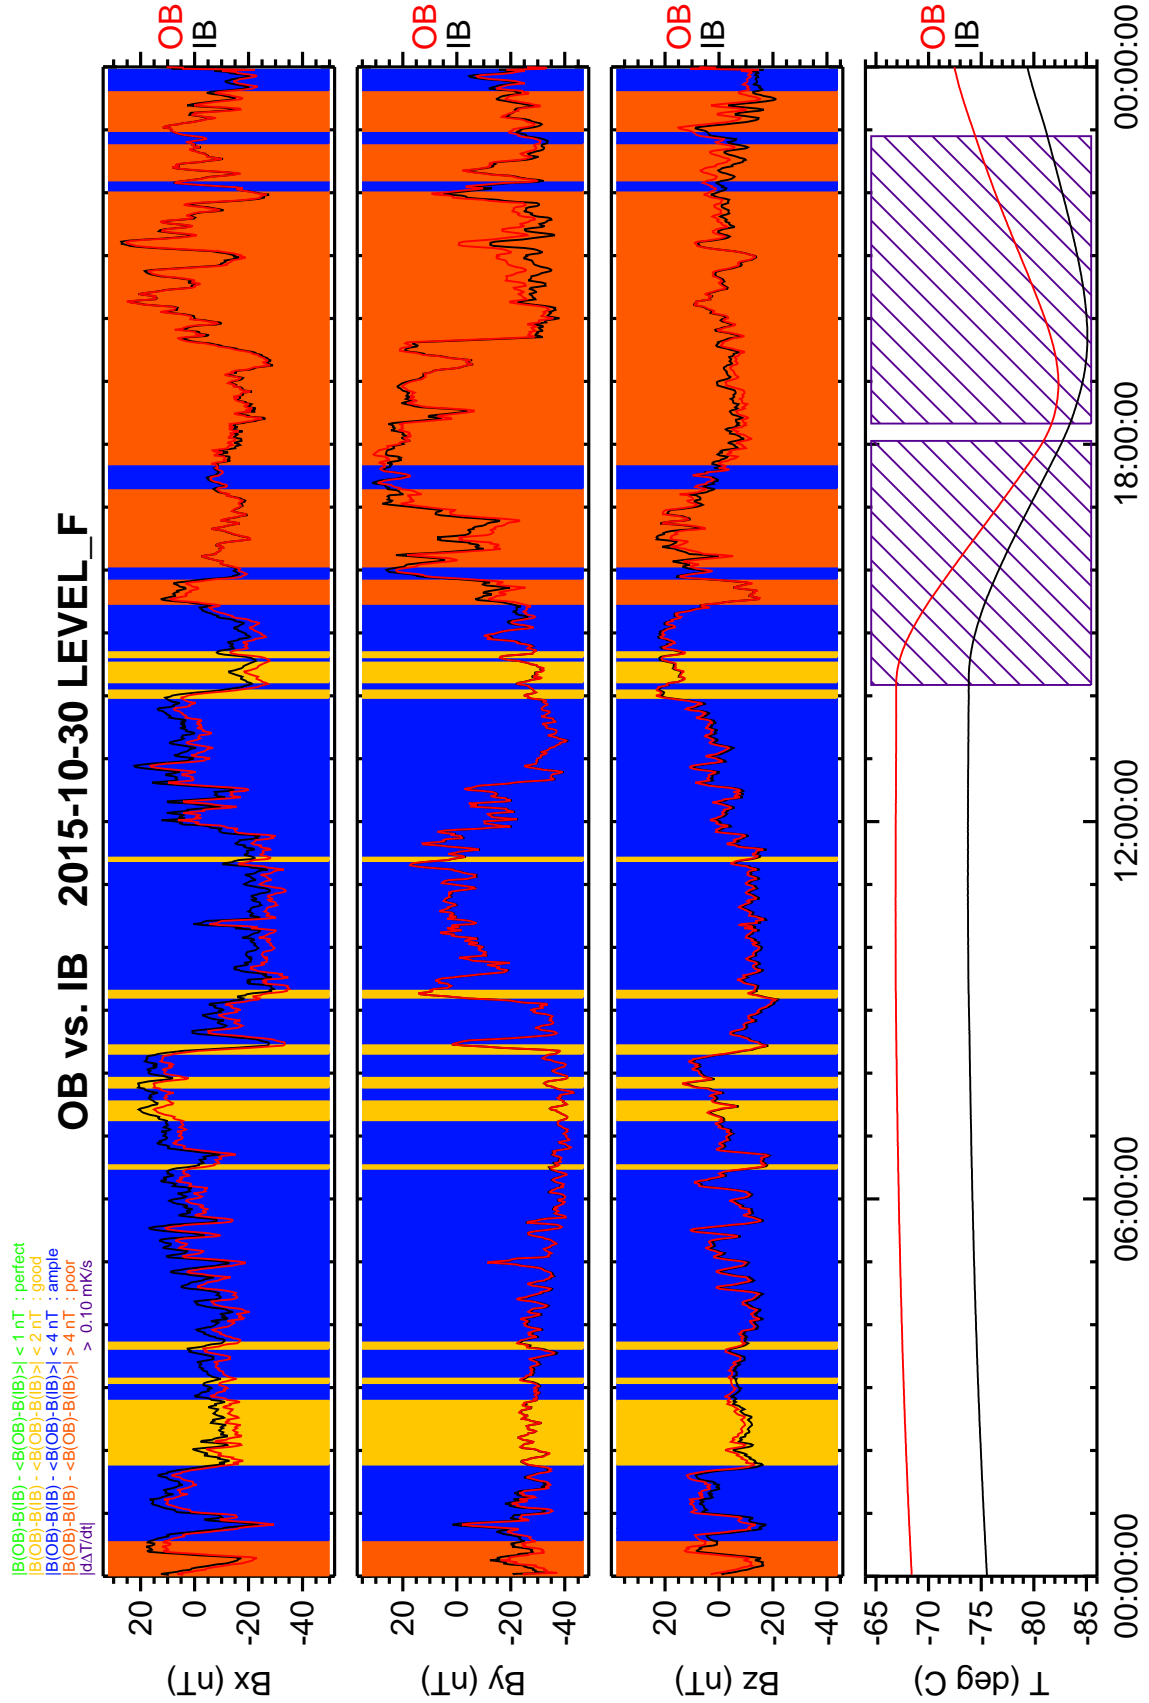 OB vs. IB 2015-10-30 LEVEL_F
|B(OB)-B(IB) - <B(OB)-B(IB)>| < 1 nT : perfect
|B(OB)-B(IB) - <B(OB)-B(IB)>| < 2 nT : good
|B(OB)-B(IB) - <B(OB)-B(IB)>| < 4 nT : ample
|B(OB)-B(IB) - <B(OB)-B(IB)>| > 4 nT : poor
|dΔT/dt| > 0.10 mK/s
Bx (nT)
20
0
-20
-40
OB
IB
By (nT)
20
0
-20
-40
OB
IB
Bz (nT)
20
0
-20
-40
OB
IB
T (deg C)
-65
-70
-75
-80
-85
OB
IB
00:00:00 06:00:00 12:00:00 18:00:00 00:00:00